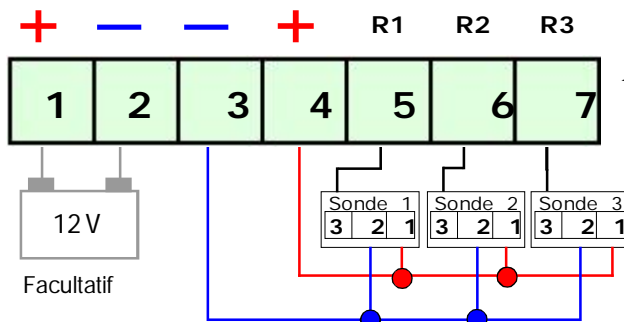 + − − + R1 R2 R3
1 2 3 4 5 6 7
Sonde 1 Sonde 2 Sonde 3
3 2 1 3 2 1 3 2 1
12 V
Facultatif